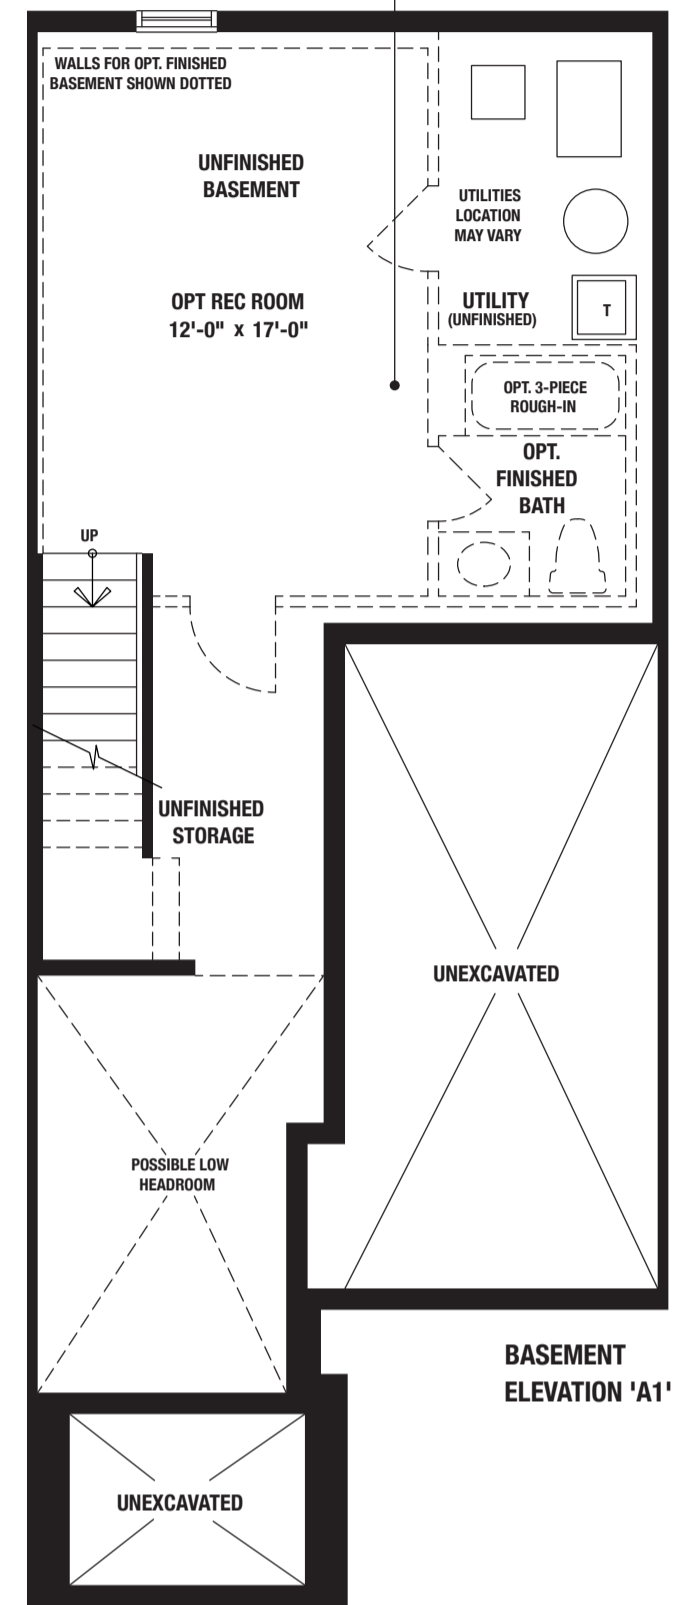 WALLS FOR OPT. FINISHED
BASEMENT SHOWN DOTTED
UNFINISHED
BASEMENT
UTILITIES
LOCATION
MAY VARY
OPT REC ROOM
12'-0" x 17'-0"
UTILITY
(UNFINISHED)
T
OPT. 3-PIECE
ROUGH-IN
OPT.
FINISHED
BATH
UP
UNFINISHED
STORAGE
UNEXCAVATED
POSSIBLE LOW
HEADROOM
BASEMENT
ELEVATION 'A1'
UNEXCAVATED